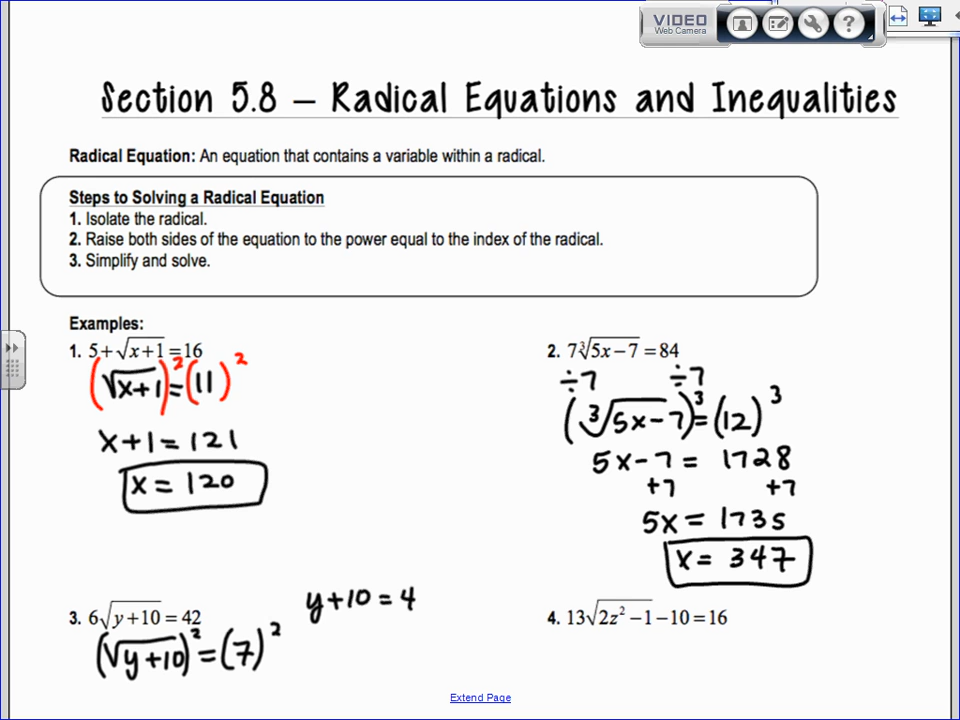 VIDEO
Web Camera
Section 5.8 – Radical Equations and Inequalities
Radical Equation: An equation that contains a variable within a radical.
Steps to Solving a Radical Equation
1. Isolate the radical.
2. Raise both sides of the equation to the power equal to the index of the radical.
3. Simplify and solve.
Examples:
1. 5+√(x+1) =16
(√x+1)²=(11)²
x+1=121
x=120
2. 7∛(5x−7) =84
÷7 ÷7
(∛5x−7)³=(12)³
5x−7= 1728
+7 +7
5x= 1735
x= 347
3. 6√(y+10) =42
(√y+10)²=(7)²
y+10=4
4. 13√(2z²−1) −10=16
Extend Page